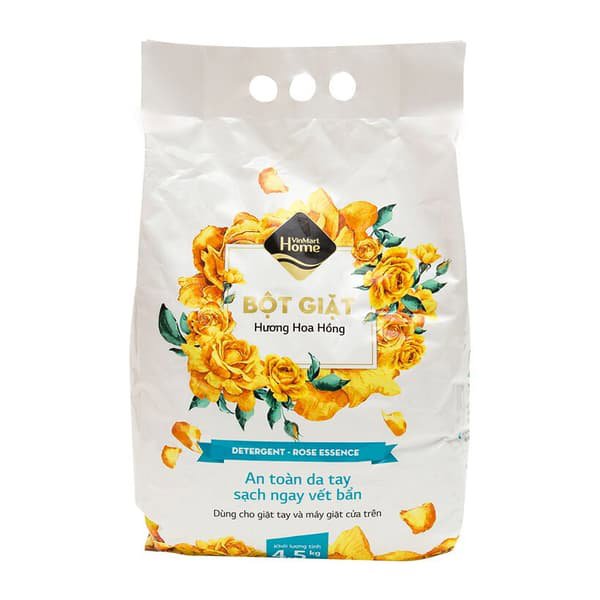 VinMart
Home
BỘT GIẶT
Hương Hoa Hồng
DETERGENT - ROSE ESSENCE
An toàn da tay
sạch ngay vết bẩn
Dùng cho giặt tay và máy giặt cửa trên
Khối lượng tịnh
4,5 kg